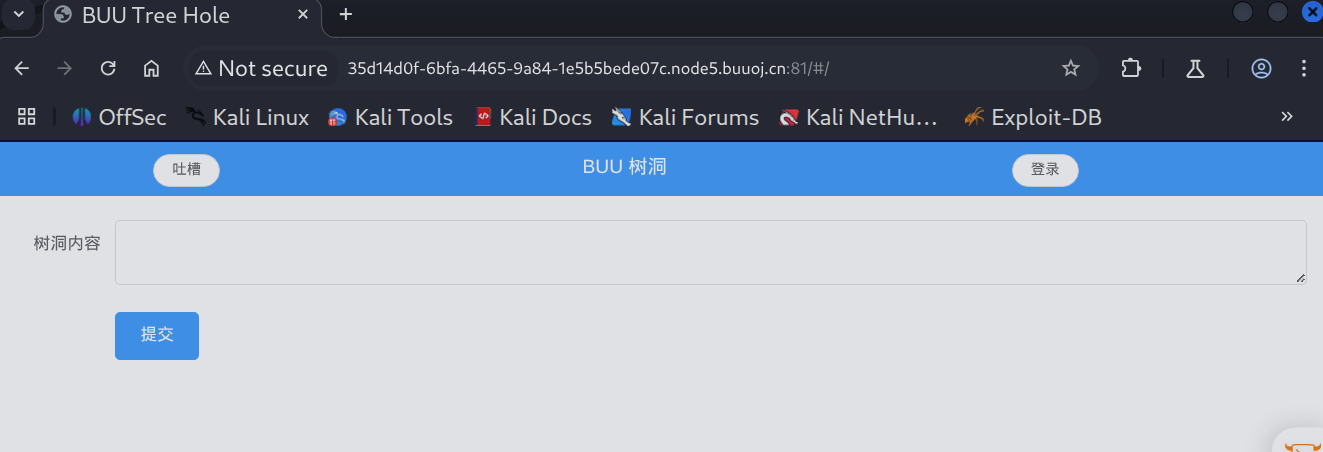 BUU Tree Hole
Not secure 35d14d0f-6bfa-4465-9a84-1e5b5bede07c.node5.buuoj.cn:81/#/
OffSec Kali Linux Kali Tools Kali Docs Kali Forums Kali NetHu... Exploit-DB
吐槽 BUU 树洞 登录
树洞内容
提交